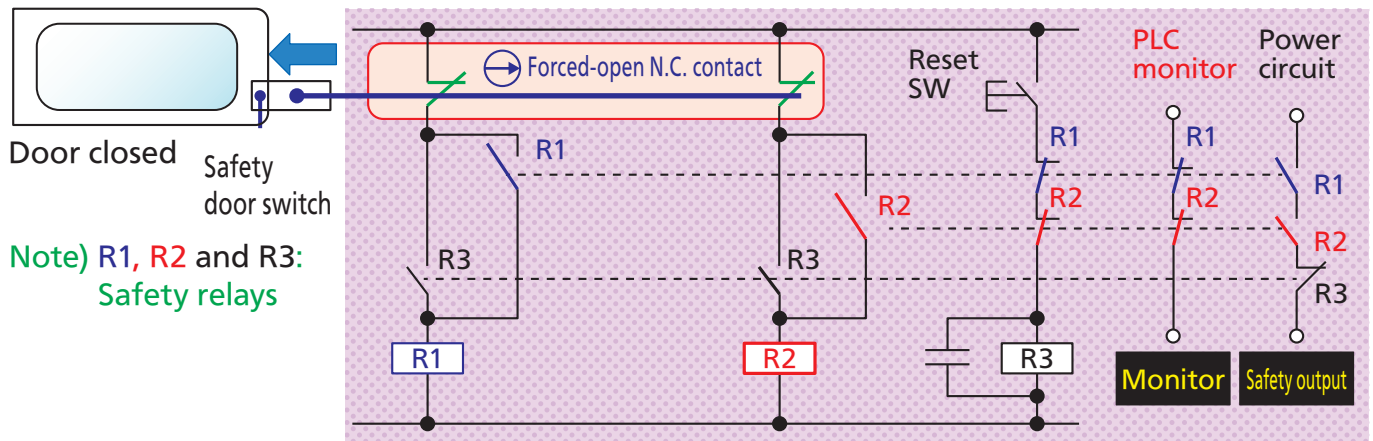 Door closed
Safety
door switch
Note) R1, R2 and R3:
Safety relays
Forced-open N.C. contact
Reset
SW
PLC
monitor
Power
circuit
R1
R1
R1
R1
R2
R2
R2
R2
R3
R3
R3
R1
R2
R3
Monitor
Safety output